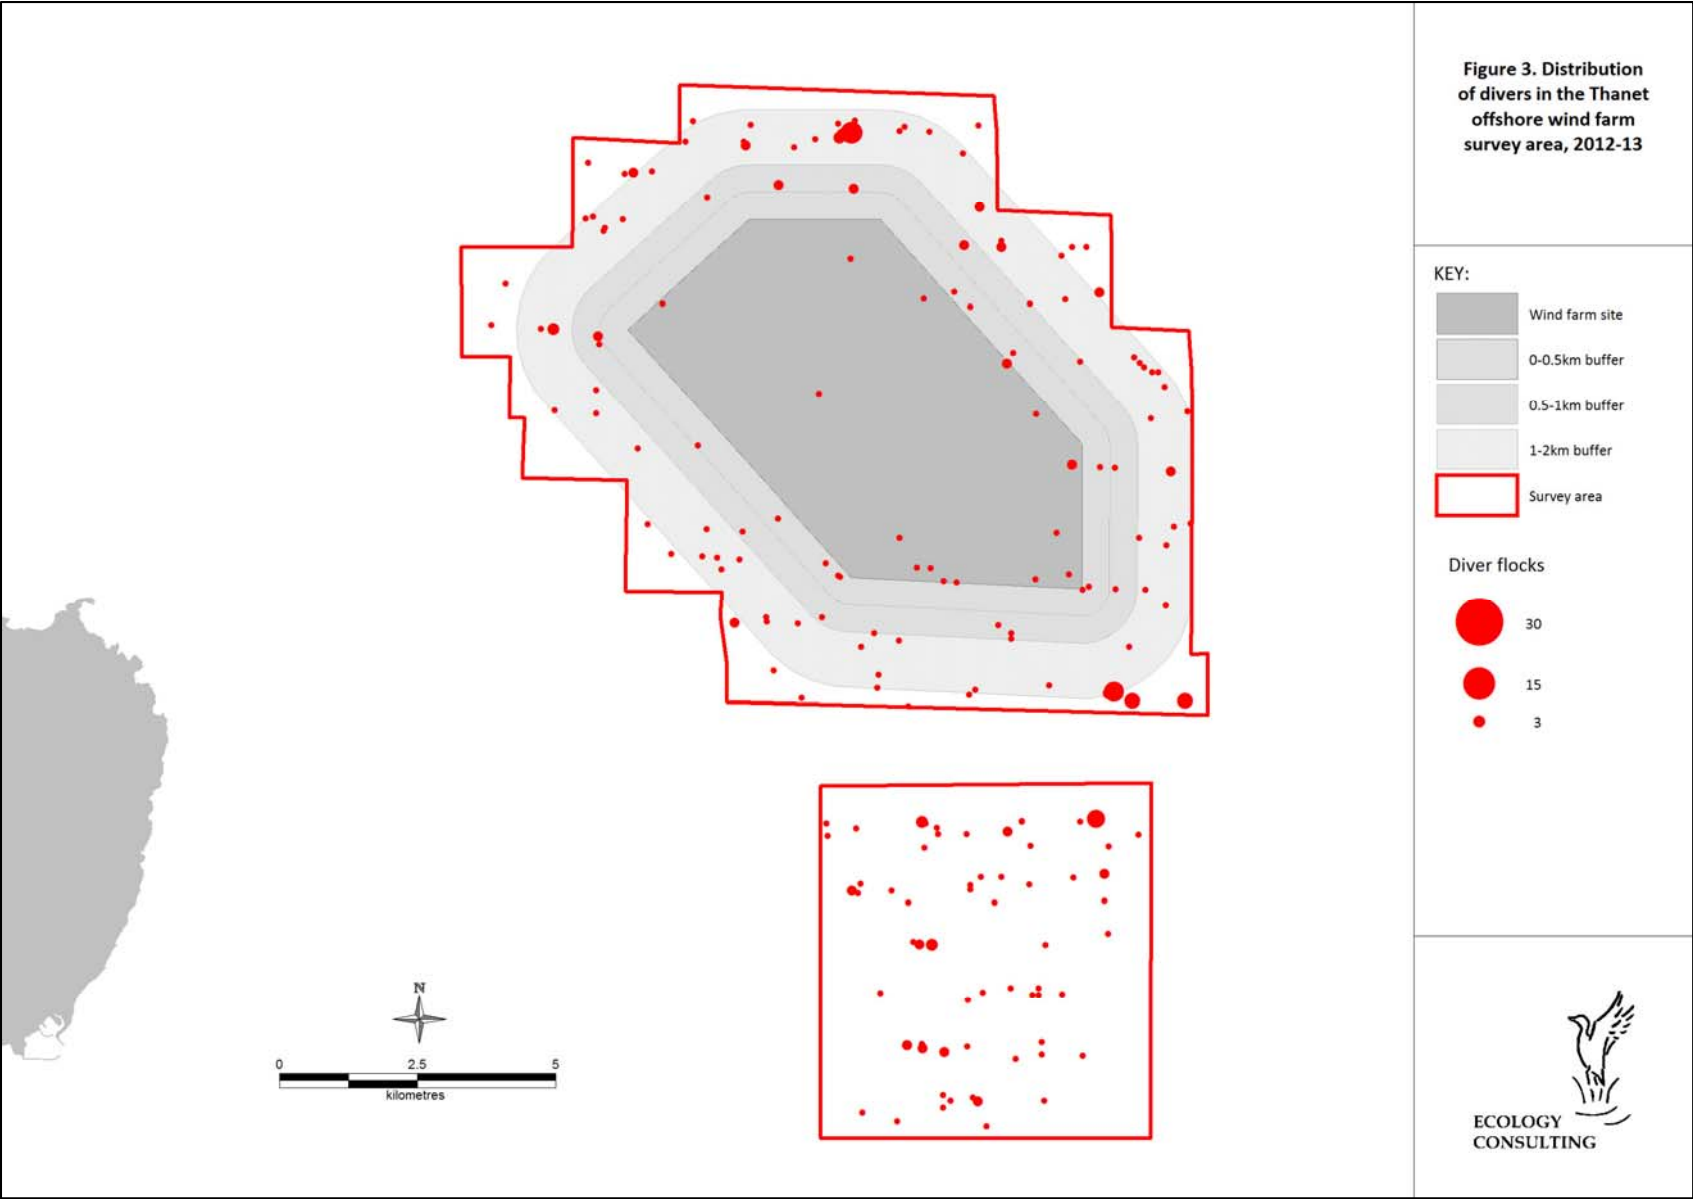 Figure 3. Distribution
of divers in the Thanet
offshore wind farm
survey area, 2012-13
KEY:
Wind farm site
0-0.5km buffer
0.5-1km buffer
1-2km buffer
Survey area
Diver flocks
30
15
3
N
0 2.5 5
kilometres
ECOLOGY
CONSULTING